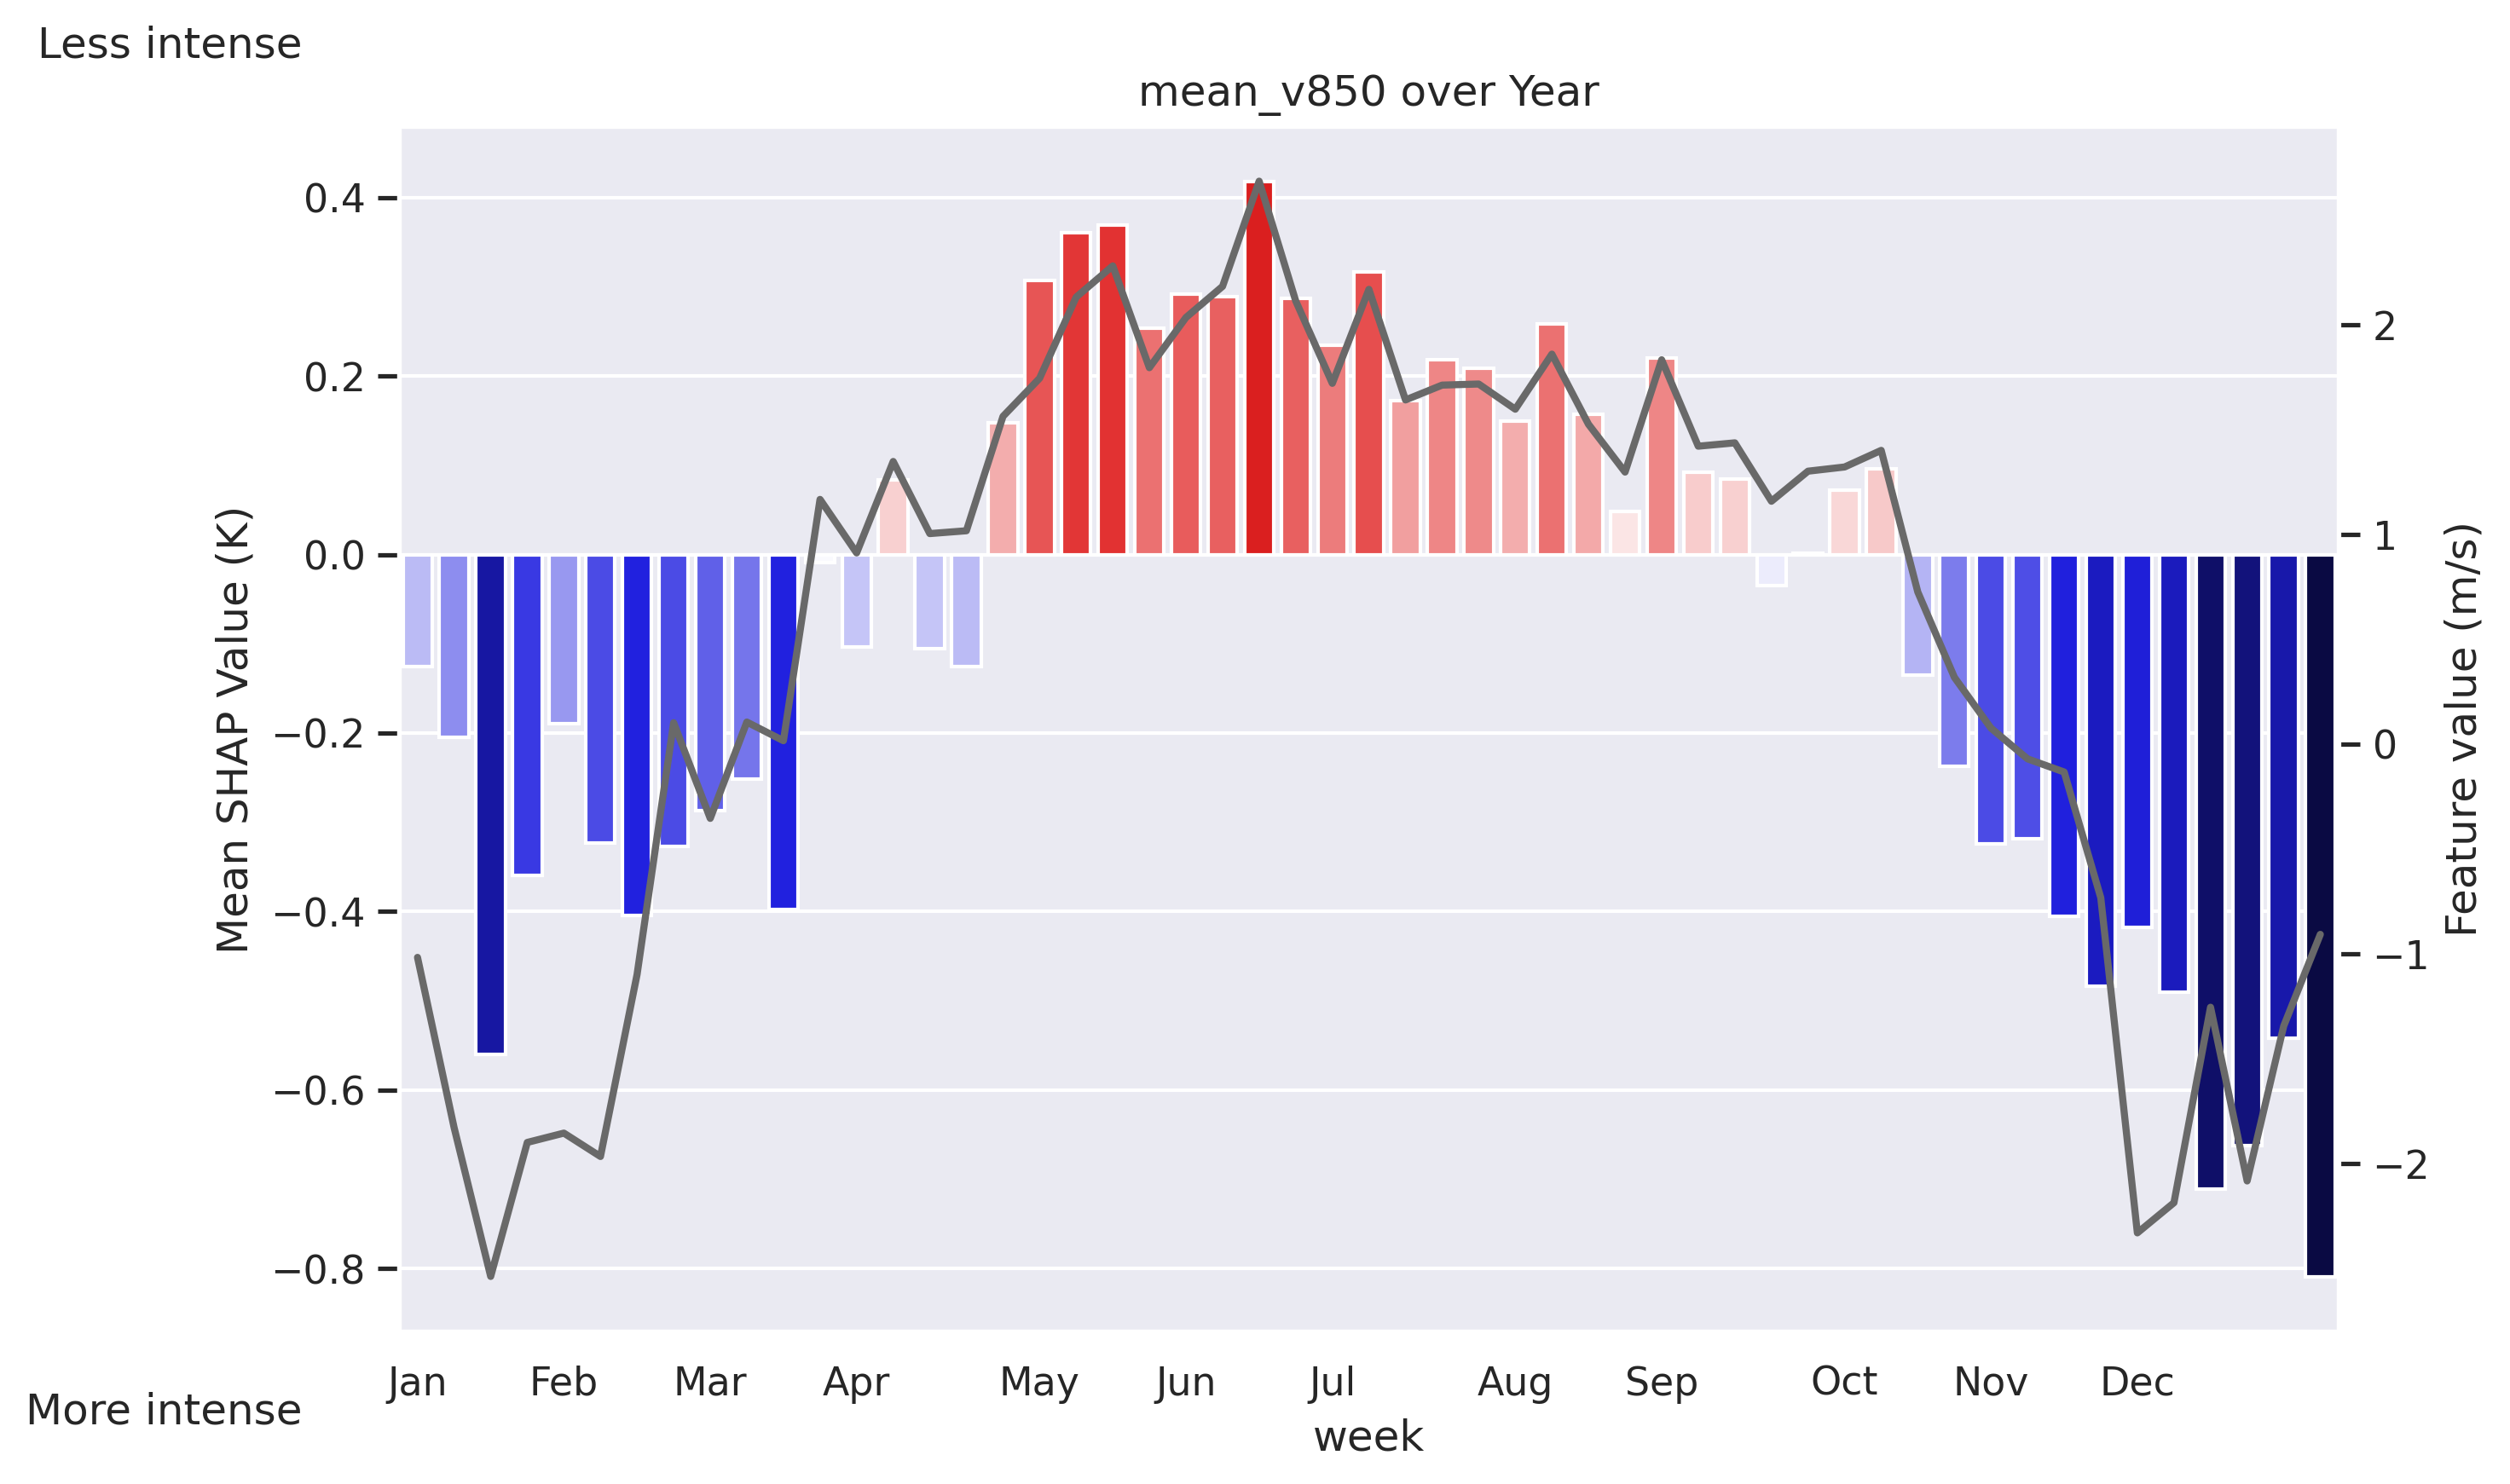 Less intense
mean_v850 over Year
0.4
0.2
0.0
−0.2
−0.4
−0.6
−0.8
Mean SHAP Value (K)
2
1
0
−1
−2
Feature value (m/s)
Jan Feb Mar Apr May Jun Jul Aug Sep Oct Nov Dec
More intense
week